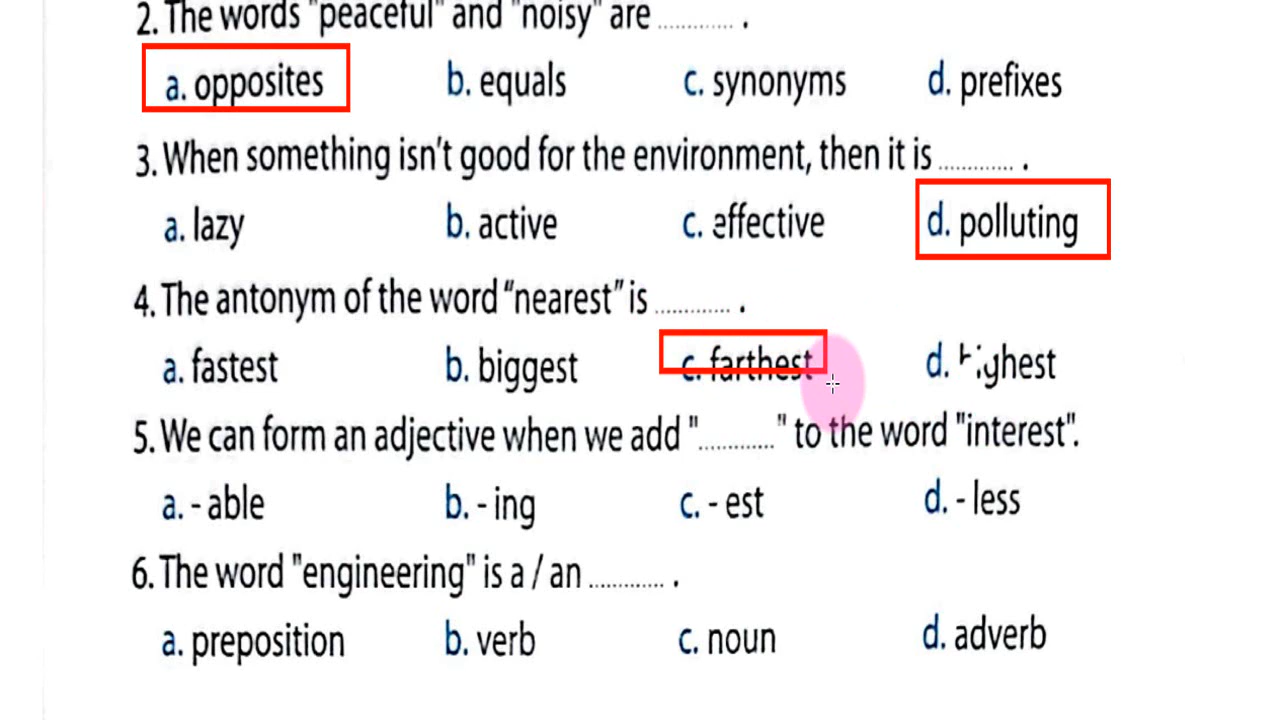 2. The words "peaceful" and "noisy" are ............ .
a. opposites b. equals c. synonyms d. prefixes
3. When something isn't good for the environment, then it is ............. .
a. lazy b. active c. effective d. polluting
4. The antonym of the word "nearest" is ............. .
a. fastest b. biggest c. farthest d. highest
5. We can form an adjective when we add "............." to the word "interest".
a. - able b. - ing c. - est d. - less
6. The word "engineering" is a / an ............. .
a. preposition b. verb c. noun d. adverb